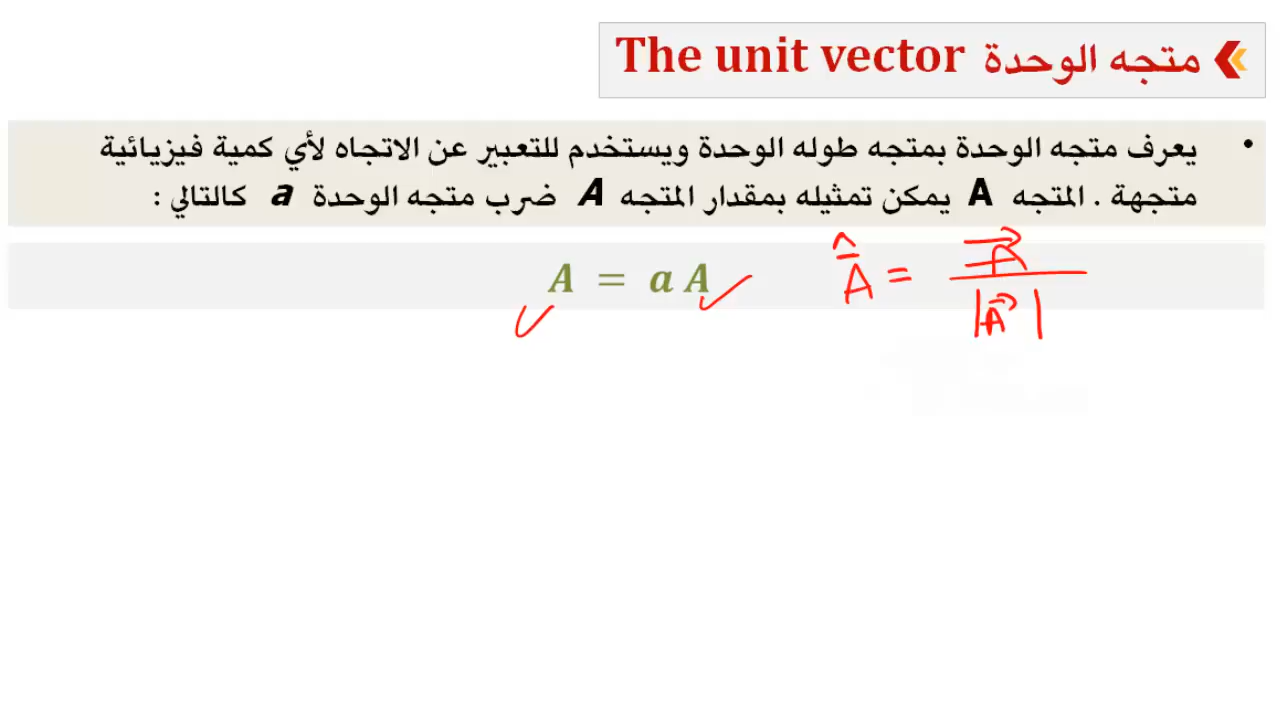 متجه الوحدة The unit vector
• يعرف متجه الوحدة بمتجه طوله الوحدة ويستخدم للتعبير عن الاتجاه لأي كمية فيزيائية
متجهة . المتجه A يمكن تمثيله بمقدار المتجه A ضرب متجه الوحدة a كالتالي :
A = a A
Â = A⃗ / |A⃗|